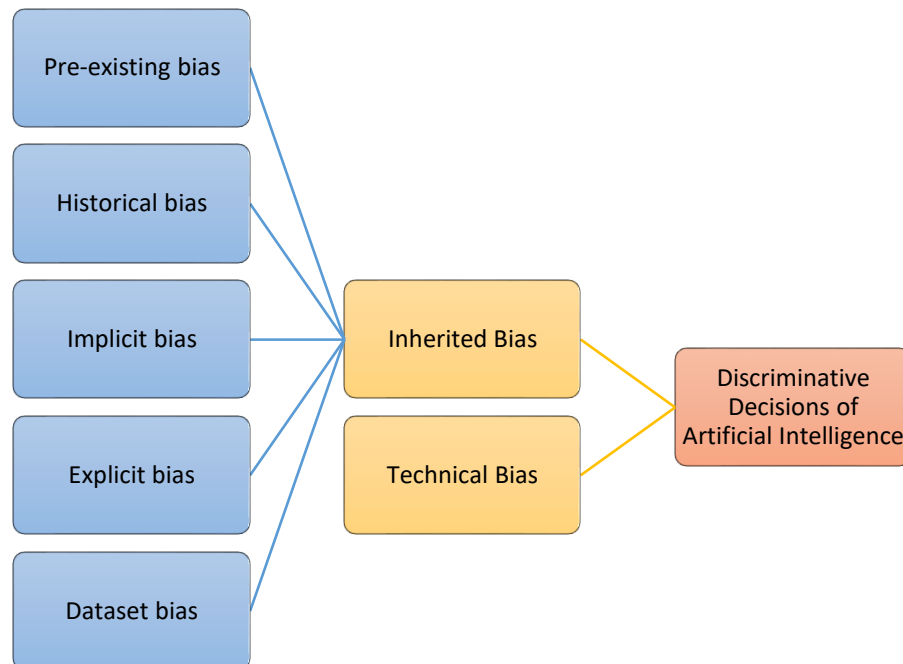 Pre-existing bias
Historical bias
Implicit bias
Explicit bias
Dataset bias
Inherited Bias
Technical Bias
Discriminative
Decisions of
Artificial Intelligence